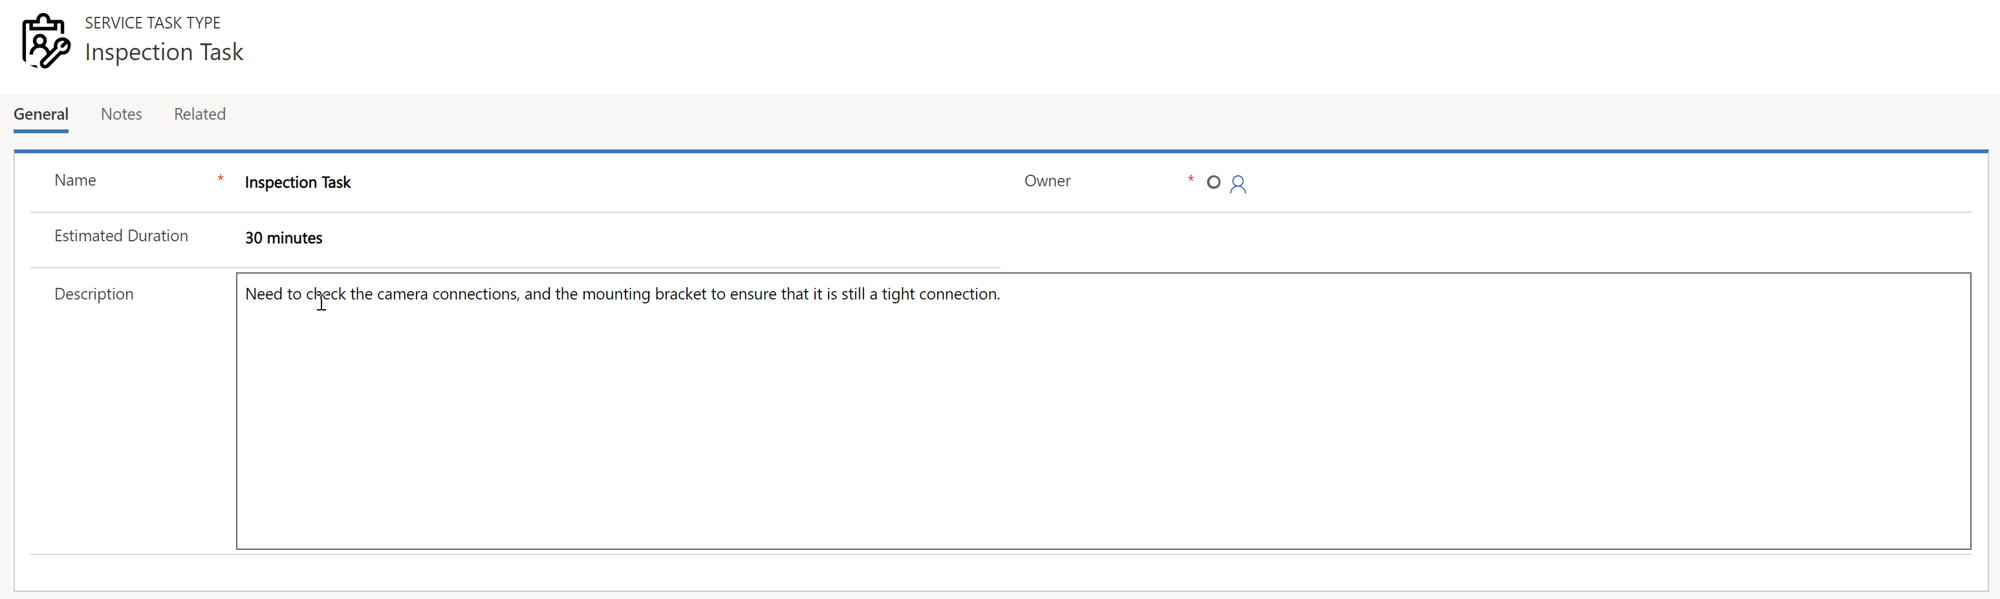 SERVICE TASK TYPE
Inspection Task
General Notes Related
Name * Inspection Task Owner *
Estimated Duration 30 minutes
Description Need to check the camera connections, and the mounting bracket to ensure that it is still a tight connection.